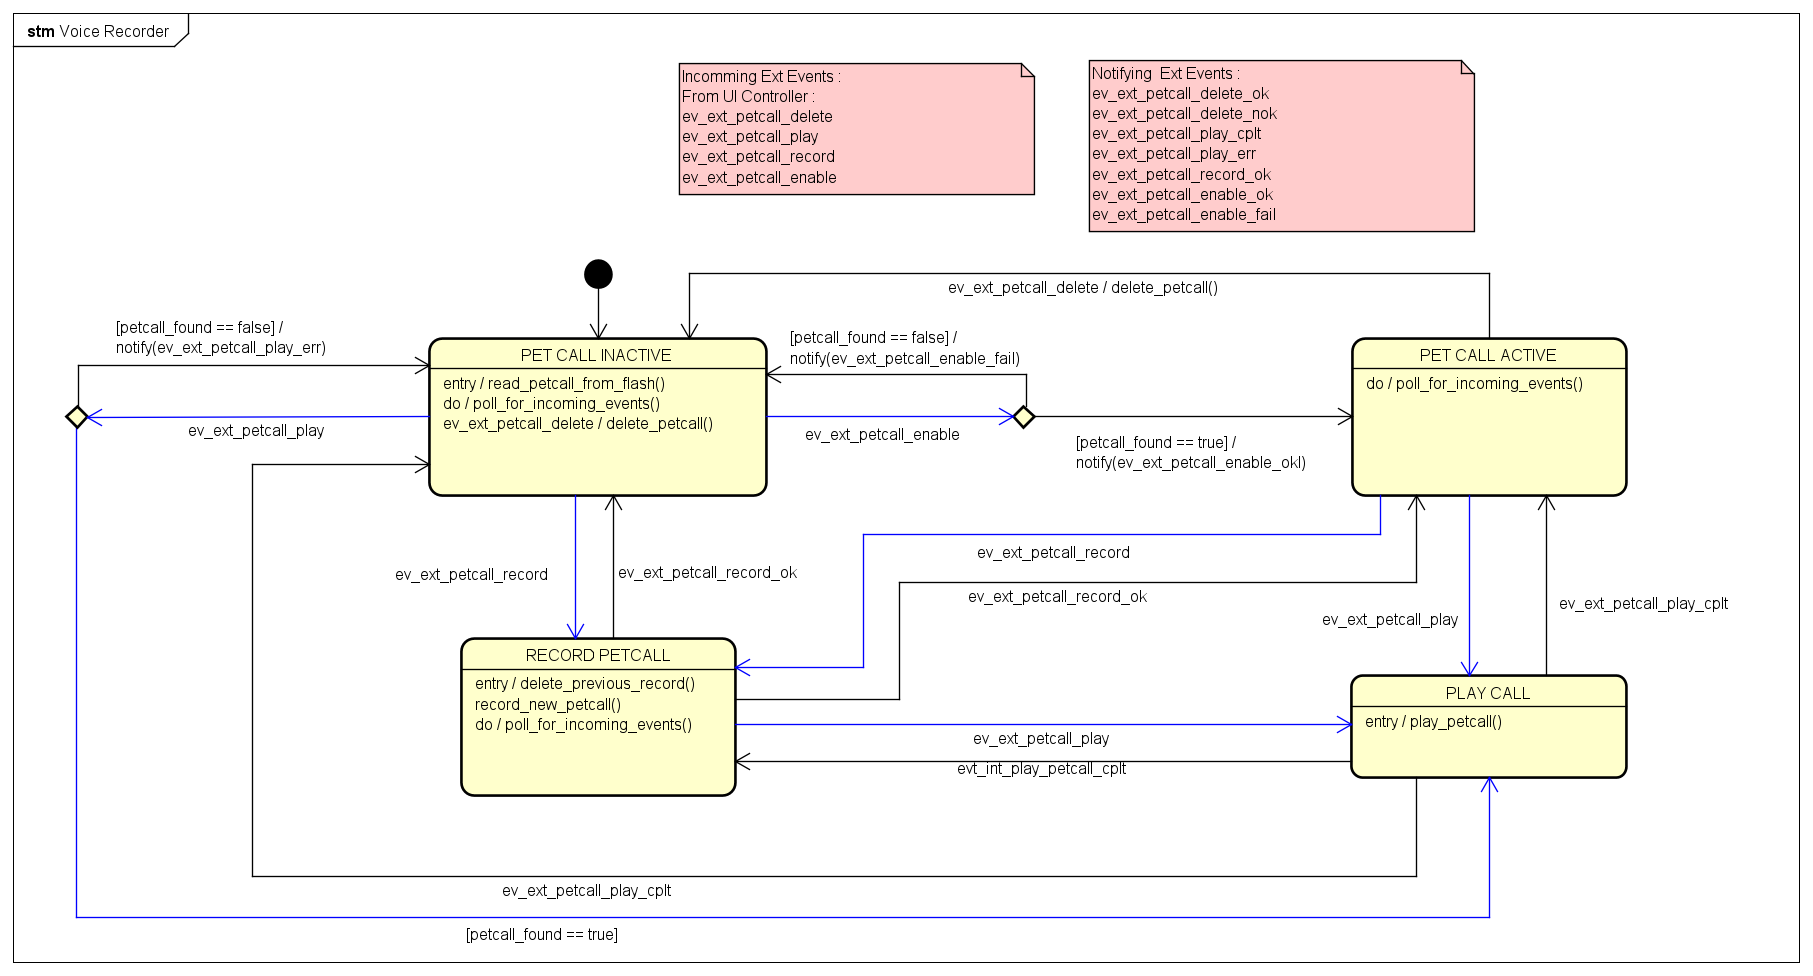 stm Voice Recorder
Incomming Ext Events :
From UI Controller :
ev_ext_petcall_delete
ev_ext_petcall_play
ev_ext_petcall_record
ev_ext_petcall_enable
Notifying  Ext Events :
ev_ext_petcall_delete_ok
ev_ext_petcall_delete_nok
ev_ext_petcall_play_cplt
ev_ext_petcall_play_err
ev_ext_petcall_record_ok
ev_ext_petcall_enable_ok
ev_ext_petcall_enable_fail
ev_ext_petcall_delete / delete_petcall()
[petcall_found == false] /
notify(ev_ext_petcall_play_err)
PET CALL INACTIVE
entry / read_petcall_from_flash()
do / poll_for_incoming_events()
ev_ext_petcall_delete / delete_petcall()
[petcall_found == false] /
notify(ev_ext_petcall_enable_fail)
PET CALL ACTIVE
do / poll_for_incoming_events()
ev_ext_petcall_play
ev_ext_petcall_enable
[petcall_found == true] /
notify(ev_ext_petcall_enable_okl)
ev_ext_petcall_record
ev_ext_petcall_record_ok
ev_ext_petcall_record
ev_ext_petcall_record_ok
ev_ext_petcall_play
ev_ext_petcall_play_cplt
RECORD PETCALL
entry / delete_previous_record()
record_new_petcall()
do / poll_for_incoming_events()
PLAY CALL
entry / play_petcall()
ev_ext_petcall_play
evt_int_play_petcall_cplt
ev_ext_petcall_play_cplt
[petcall_found == true]